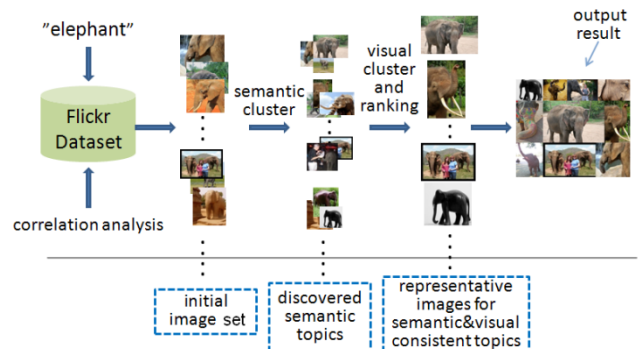 "elephant"
Flickr
Dataset
correlation analysis
semantic
cluster
visual
cluster
and
ranking
output
result
initial
image set
discovered
semantic
topics
representative
images for
semantic&visual
consistent topics